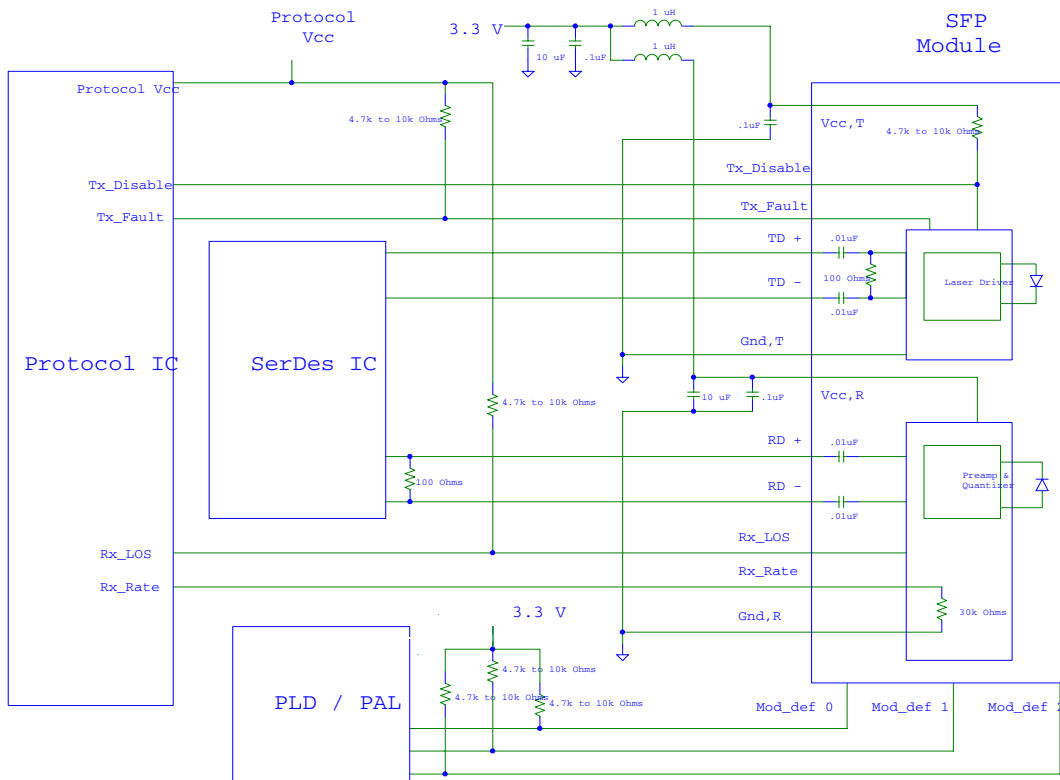 Protocol
Vcc
3.3 V
1 uH
SFP
Module
1 uH
10 uF
.1uF
Protocol Vcc
4.7k to 10k Ohms
.1uF
Vcc,T
4.7k to 10k Ohms
Tx_Disable
Tx_Disable
Tx_Fault
Tx_Fault
TD +
.01uF
TD -
100 Ohms
.01uF
Laser Driver
Gnd,T
Protocol IC
SerDes IC
4.7k to 10k Ohms
10 uF
.1uF
Vcc,R
RD +
.01uF
100 Ohms
RD -
.01uF
Preamp &
Quantizer
Rx_LOS
Rx_LOS
Rx_Rate
Rx_Rate
3.3 V
Gnd,R
30k Ohms
4.7k to 10k Ohms
4.7k to 10k Ohms
4.7k to 10k Ohms
PLD / PAL
Mod_def 0
Mod_def 1
Mod_def 2